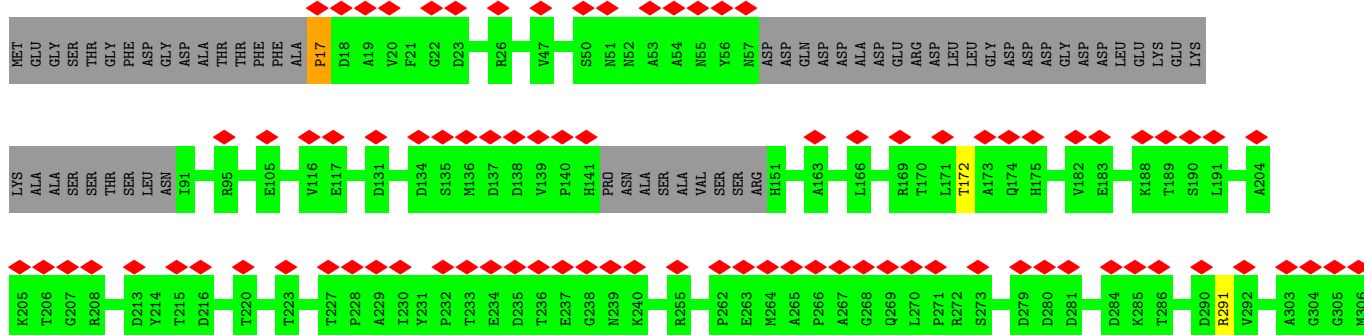 MET GLU GLY SER THR GLY PHE ASP GLY ASP ALA THR THR PHE PHE ALA P17 D18 A19 V20 F21 G22 D23 R26 V47 S50 N51 N52 A53 A54 N55 Y56 N57 ASP ASP GLN ASP ASP ALA ASP GLU ARG ASP LEU LEU GLY ASP ASP ASP GLY ASP ASP LEU GLU LYS GLU LYS
LYS ALA ALA SER SER THR SER LEU ASN I91 R95 E105 V116 E117 D131 D134 S135 M136 D137 D138 V139 P140 H141 PRO ASN ALA SER ALA VAL SER SER ARG H151 A163 L166 R169 T170 L171 T172 A173 Q174 H175 V182 E183 K188 T189 S190 L191 A204
K205 T206 G207 R208 D213 Y214 T215 D216 T220 T223 T227 P228 A229 I230 Y231 P232 T233 E234 D235 T236 E237 G238 N239 K240 R255 P262 E263 M264 A265 P266 A267 G268 Q269 L270 P271 R272 S273 D279 D280 D281 D284 K285 T286 D290 R291 V292 A303 G304 G305